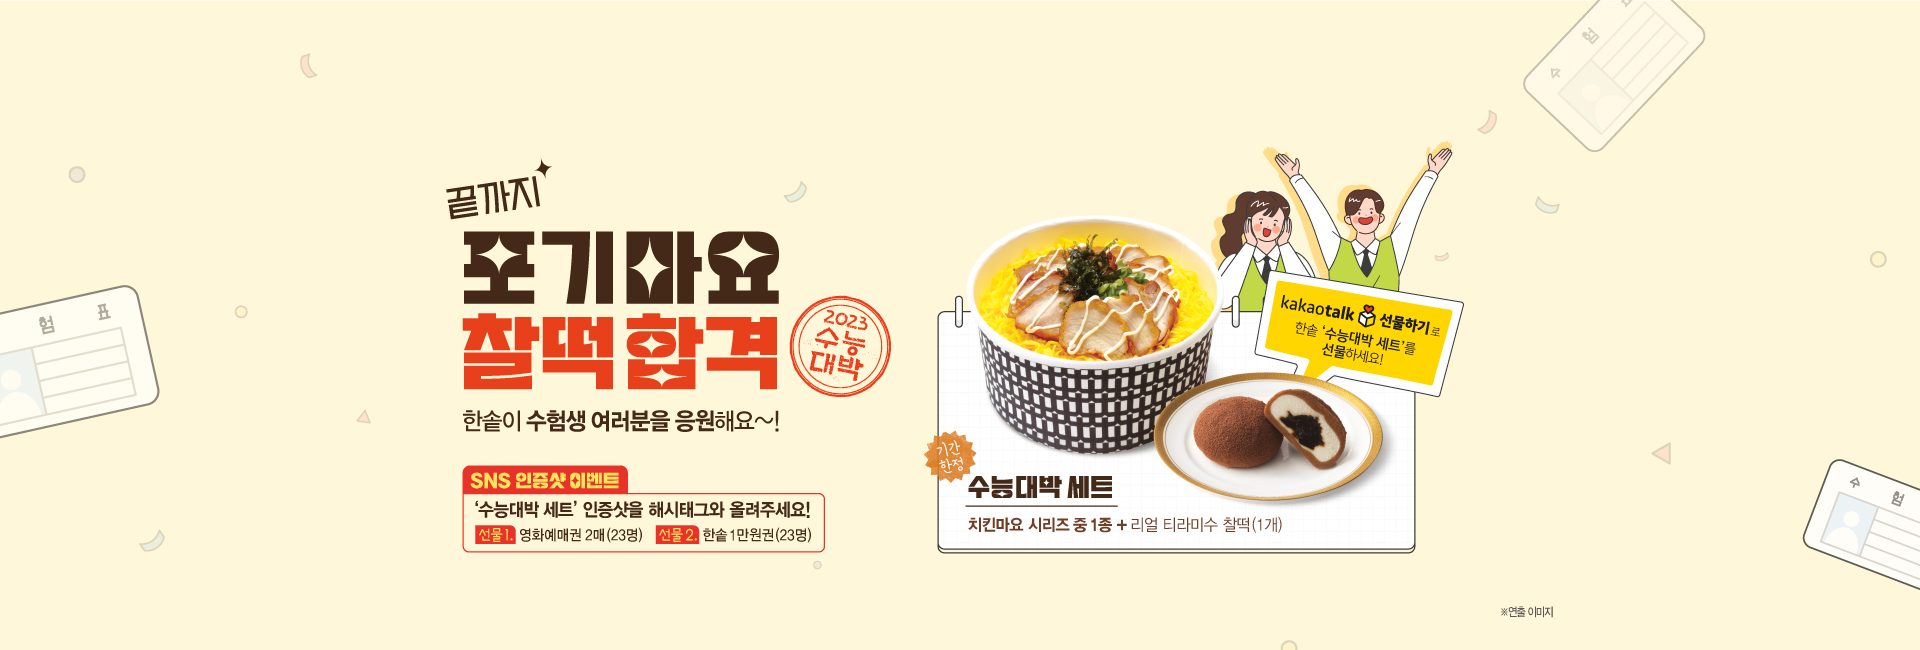 끝까지
포기마요
찰떡 합격
2023
수능
대박
한솥이 수험생 여러분을 응원해요~!
SNS 인증샷 이벤트
'수능대박 세트' 인증샷을 해시태그와 올려주세요!
선물1. 영화예매권 2매(23명) 선물2. 한솥 1만원권(23명)
kakaotalk 선물하기로
한솥 '수능대박 세트'를
선물하세요!
기간
한정
수능대박 세트
치킨마요 시리즈 중 1종 + 리얼 티라미수 찰떡(1개)
※연출 이미지
험 표
수 험
수 험 표